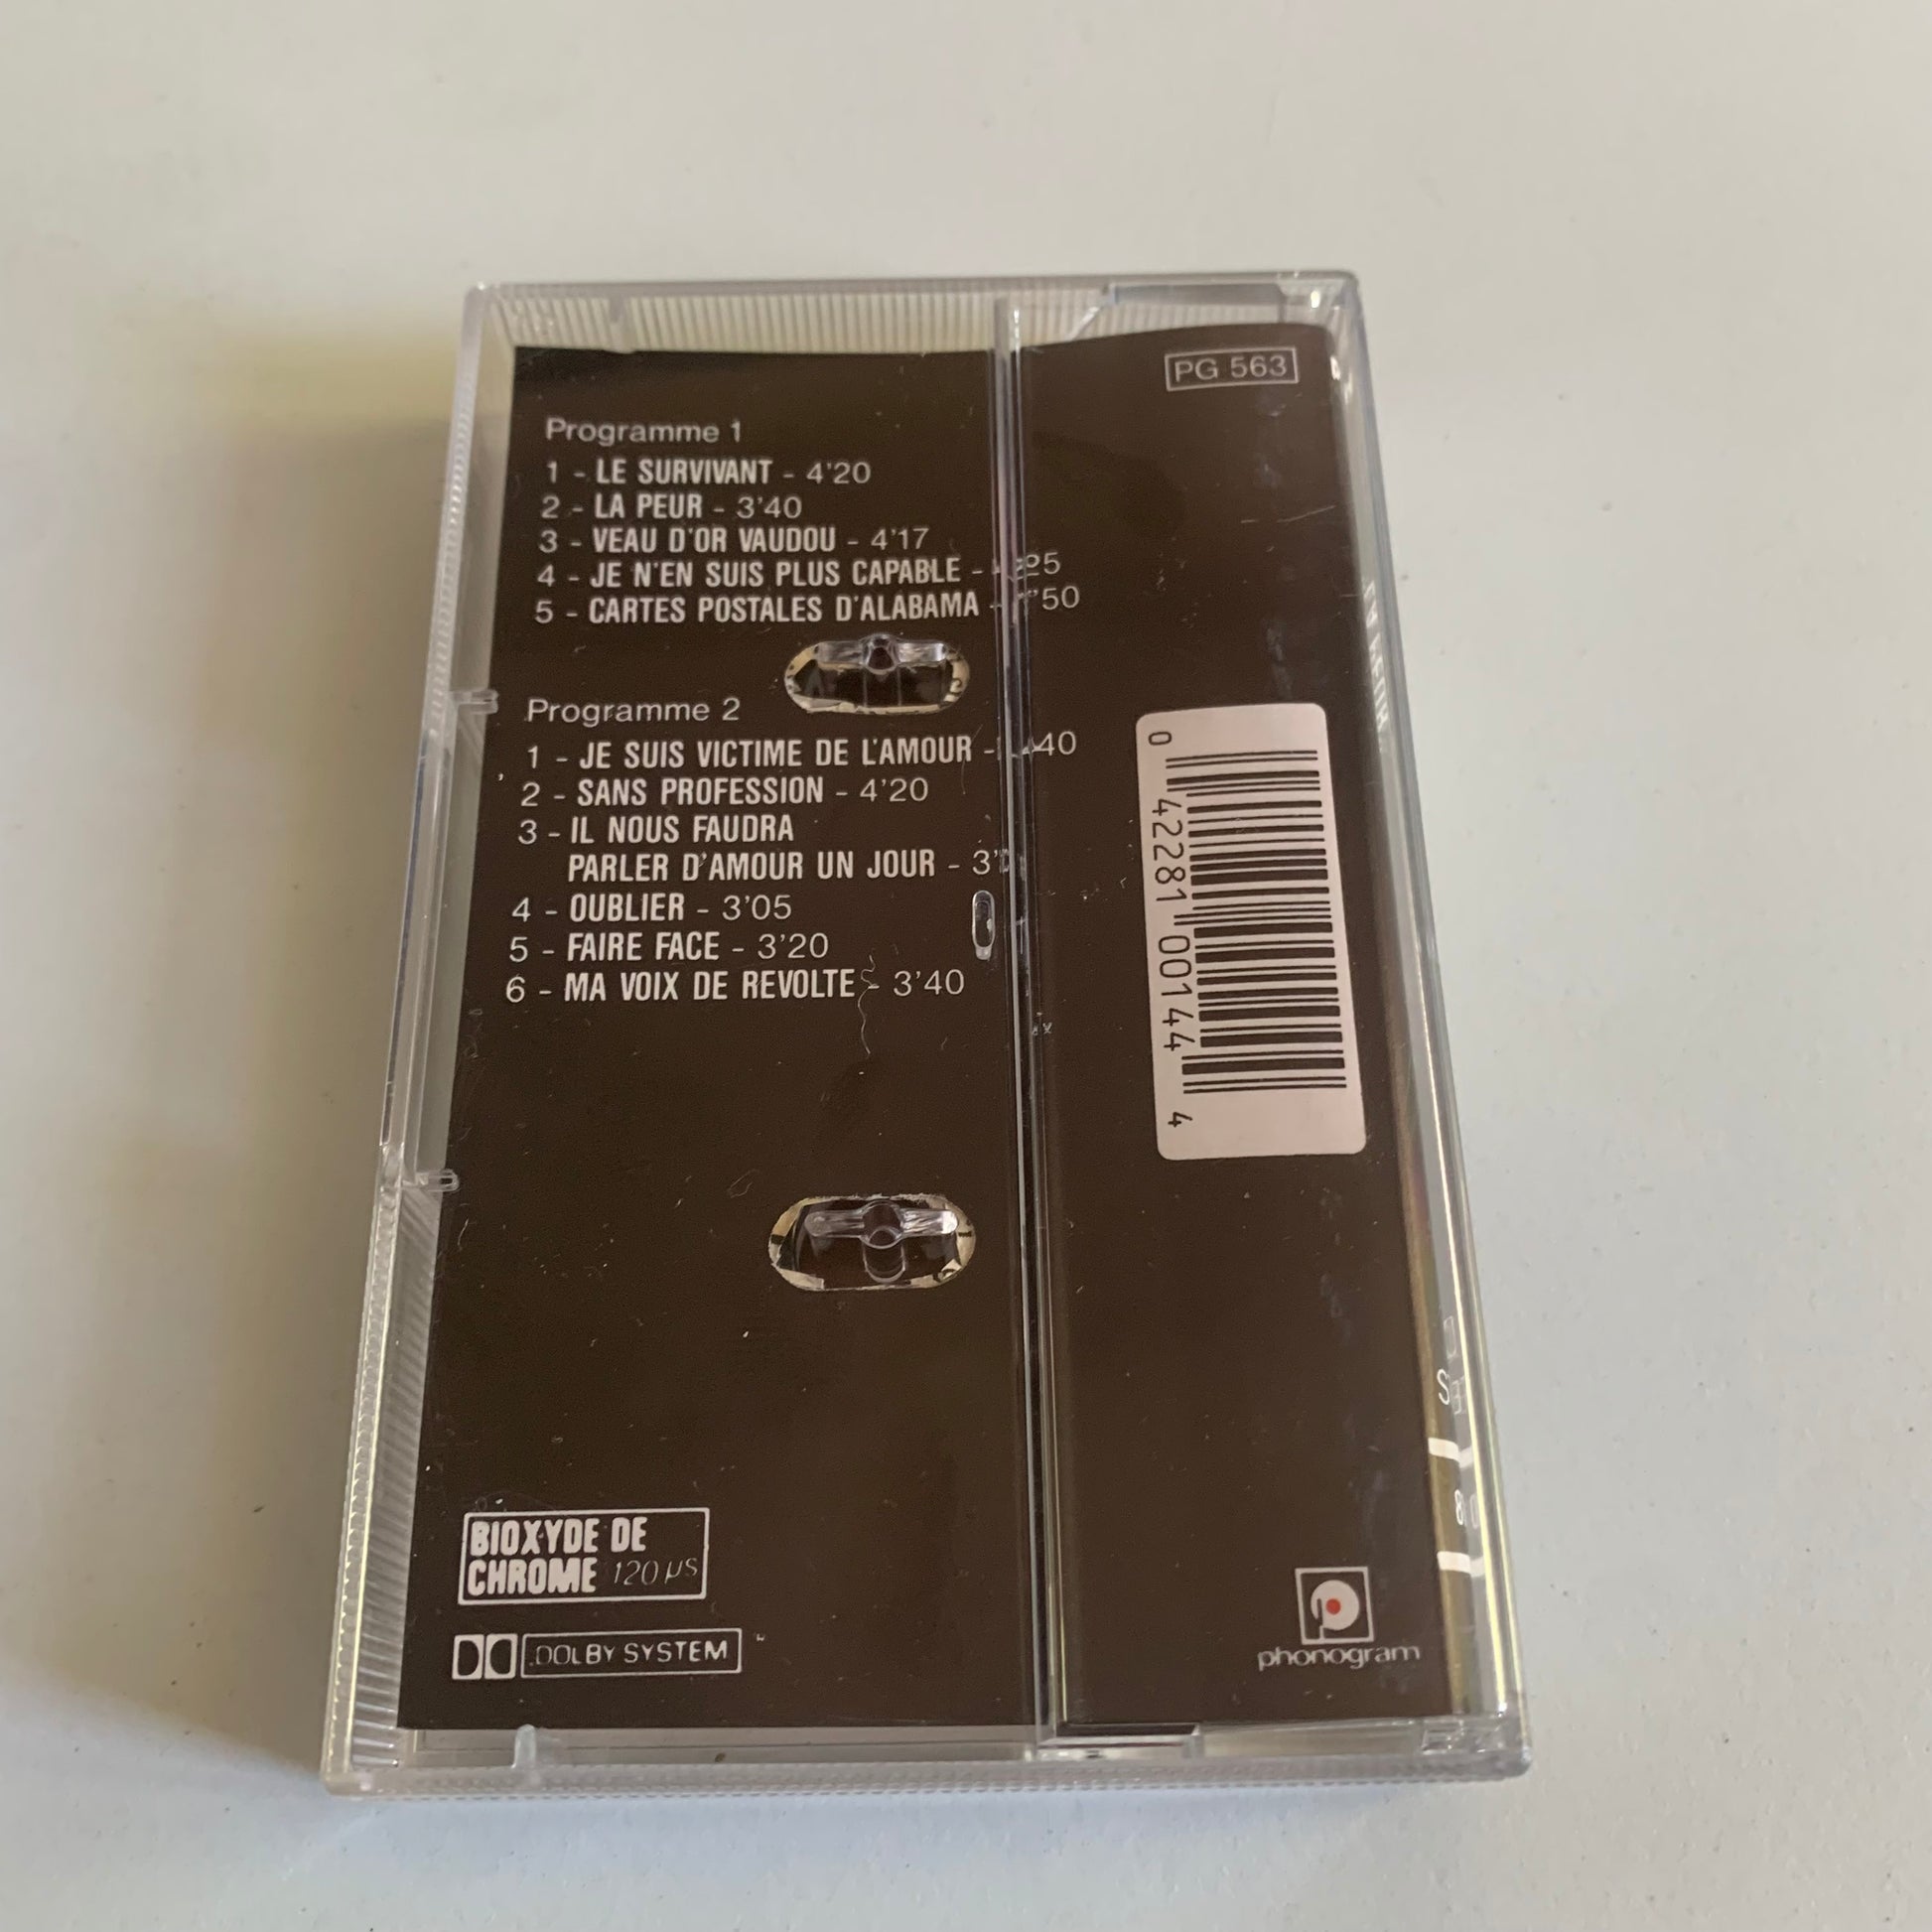 PG 563
Programme 1
1 - LE SURVIVANT - 4'20
2 - LA PEUR - 3'40
3 - VEAU D'OR VAUDOU - 4'17
4 - JE N'EN SUIS PLUS CAPABLE -
5 - CARTES POSTALES D'ALABAMA -
Programme 2
1 - JE SUIS VICTIME DE L'AMOUR -
2 - SANS PROFESSION - 4'20
3 - IL NOUS FAUDRA
PARLER D'AMOUR UN JOUR -
4 - OUBLIER - 3'05
5 - FAIRE FACE - 3'20
6 - MA VOIX DE REVOLTE - 3'40
0 42281 00144 4
BIOXYDE DE
CHROME 120 µs
DOLBY SYSTEM
phonogram